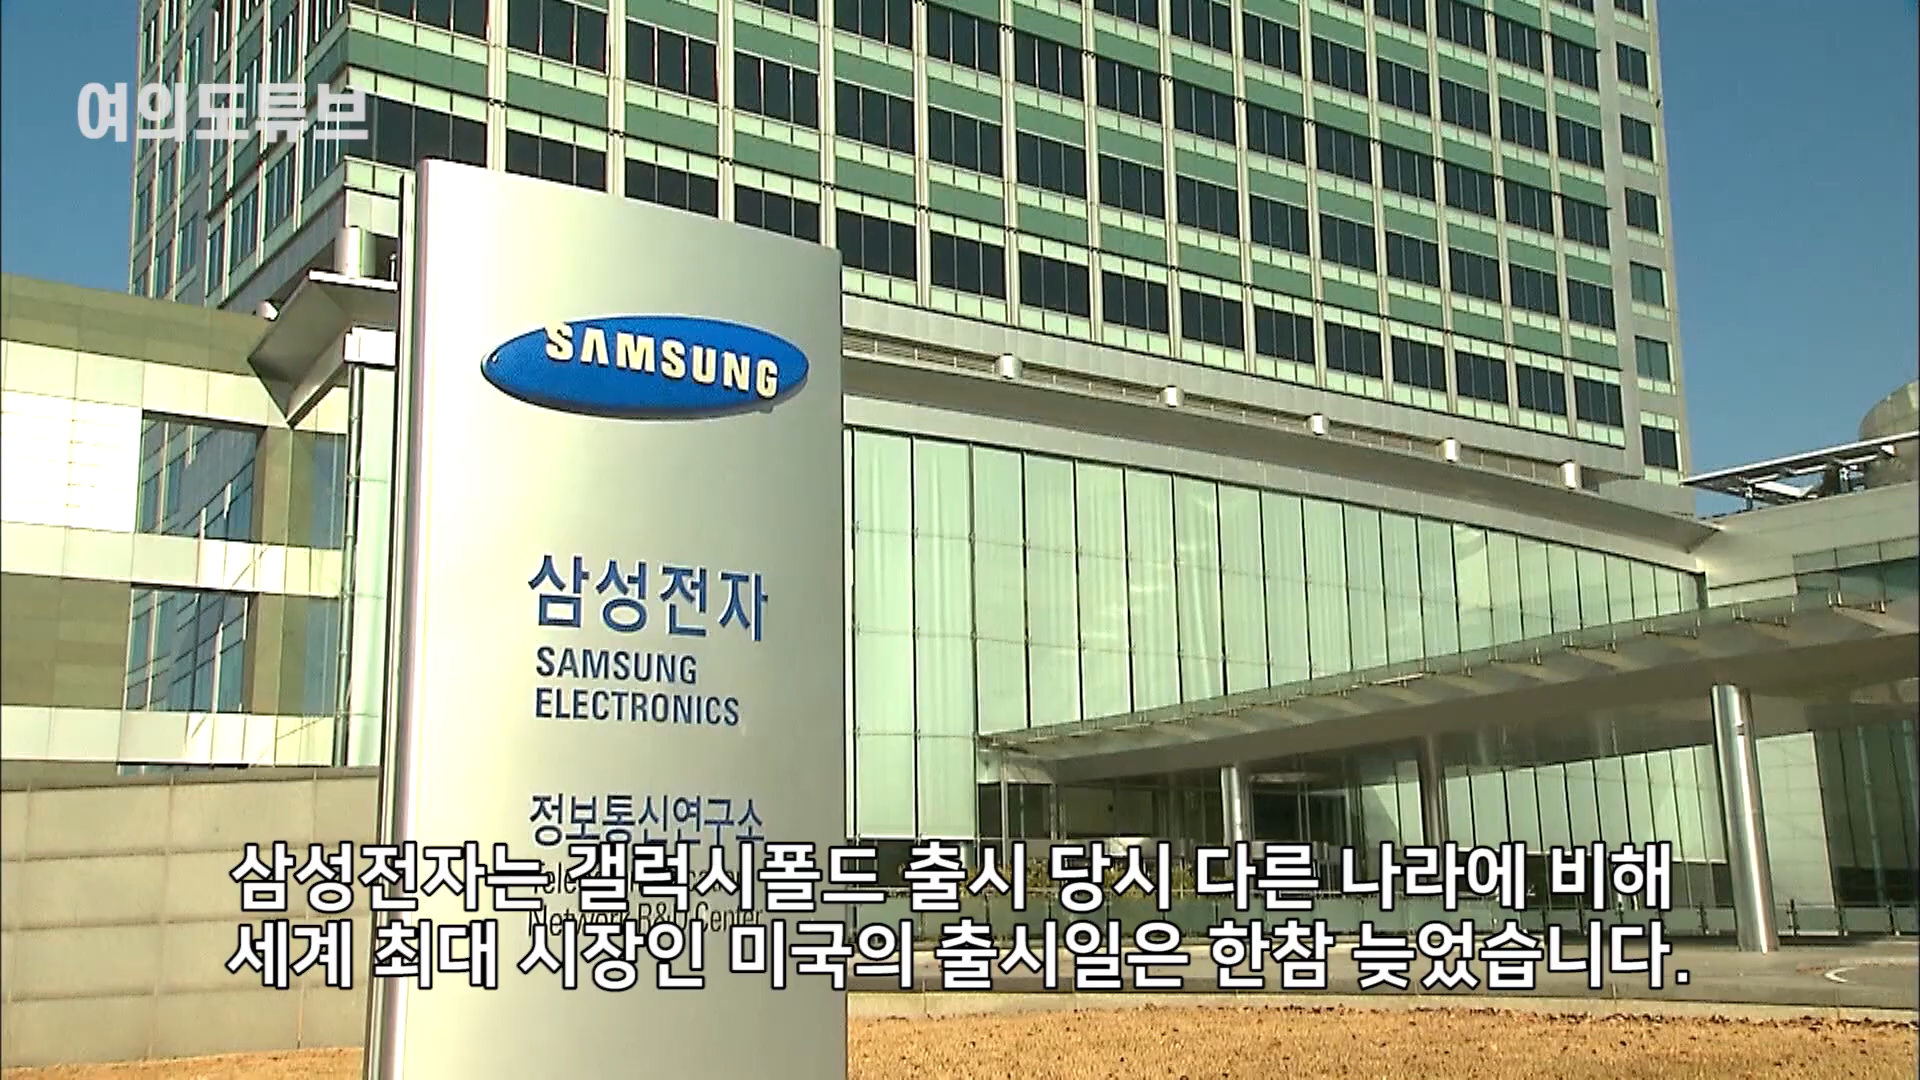 여의도튜브
SAMSUNG
삼성전자
SAMSUNG
ELECTRONICS
정보통신연구소
Network R&D Center
삼성전자는 갤럭시폴드 출시 당시 다른 나라에 비해
세계 최대 시장인 미국의 출시일은 한참 늦었습니다.